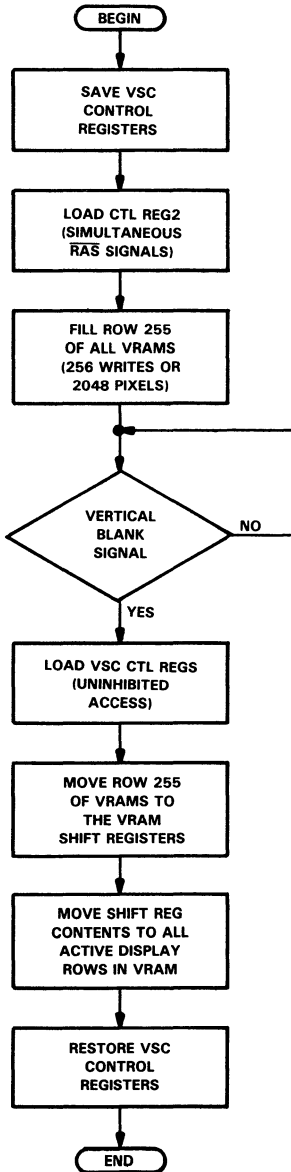 BEGIN
SAVE VSC
CONTROL
REGISTERS
LOAD CTL REG2
(SIMULTANEOUS
RAS SIGNALS)
FILL ROW 255
OF ALL VRAMS
(256 WRITES OR
2048 PIXELS)
VERTICAL
BLANK
SIGNAL
NO
YES
LOAD VSC CTL REGS
(UNINHIBITED
ACCESS)
MOVE ROW 255
OF VRAMS TO
THE VRAM
SHIFT REGISTERS
MOVE SHIFT REG
CONTENTS TO ALL
ACTIVE DISPLAY
ROWS IN VRAM
RESTORE VSC
CONTROL
REGISTERS
END